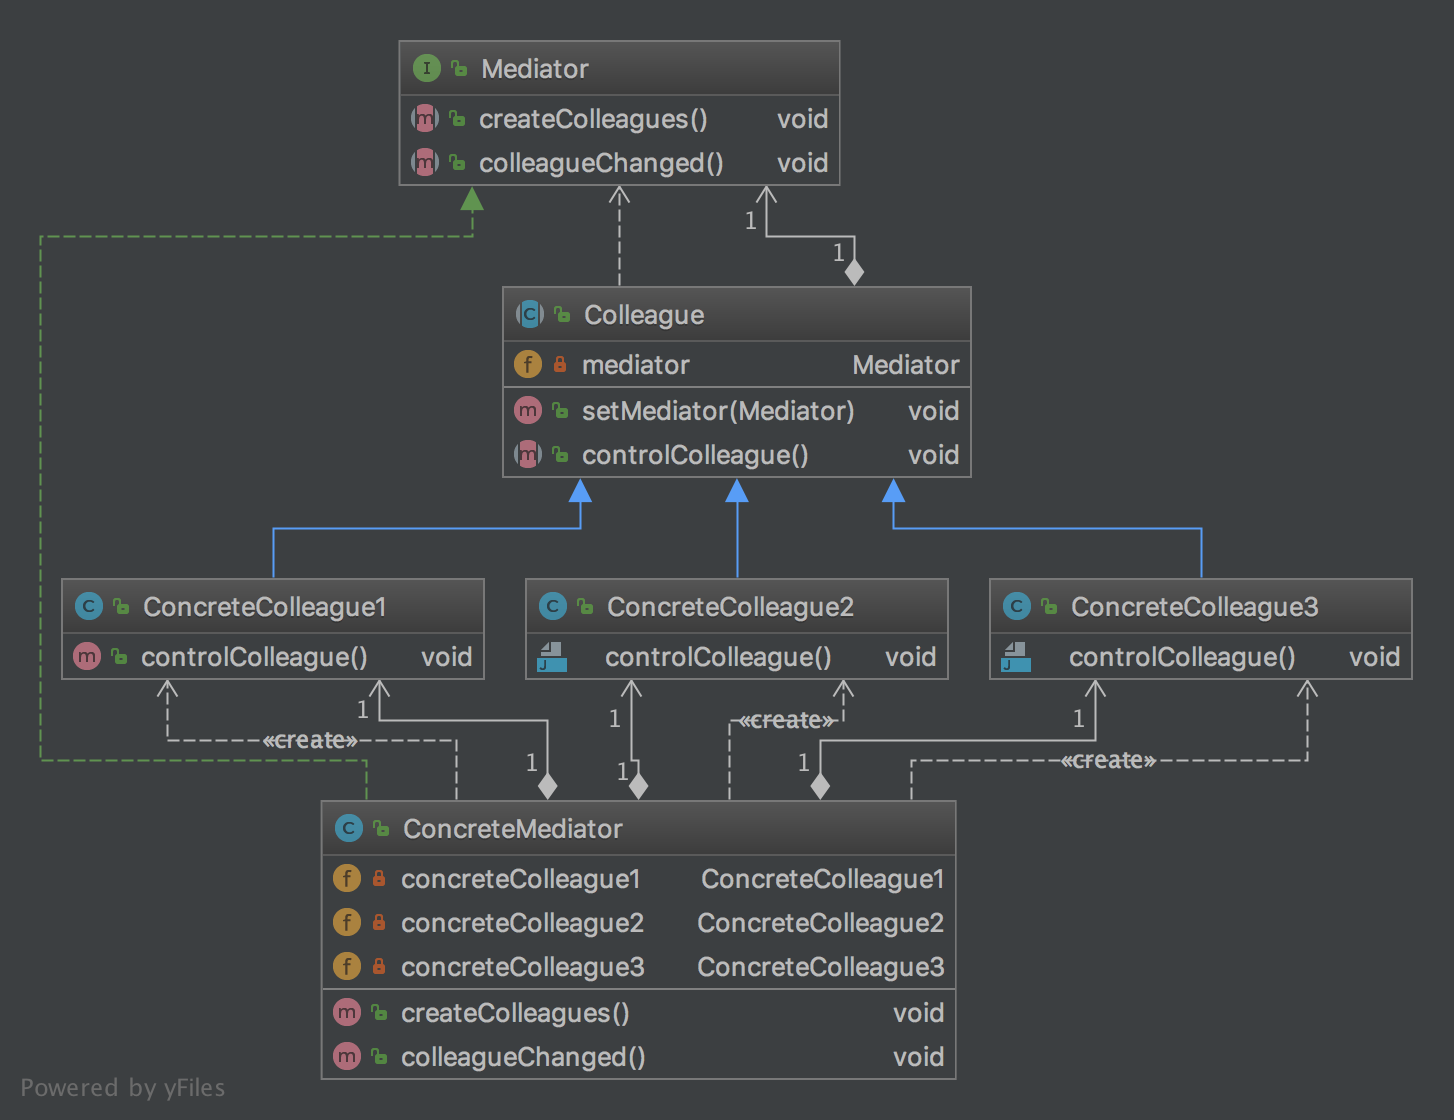 Mediator
createColleagues() void
colleagueChanged() void
1
1
Colleague
mediator Mediator
setMediator(Mediator) void
controlColleague() void
ConcreteColleague1
controlColleague() void
ConcreteColleague2
controlColleague() void
ConcreteColleague3
controlColleague() void
1
1
1
«create»
«create»
«create»
1
1
1
ConcreteMediator
concreteColleague1 ConcreteColleague1
concreteColleague2 ConcreteColleague2
concreteColleague3 ConcreteColleague3
createColleagues() void
colleagueChanged() void
Powered by yFiles